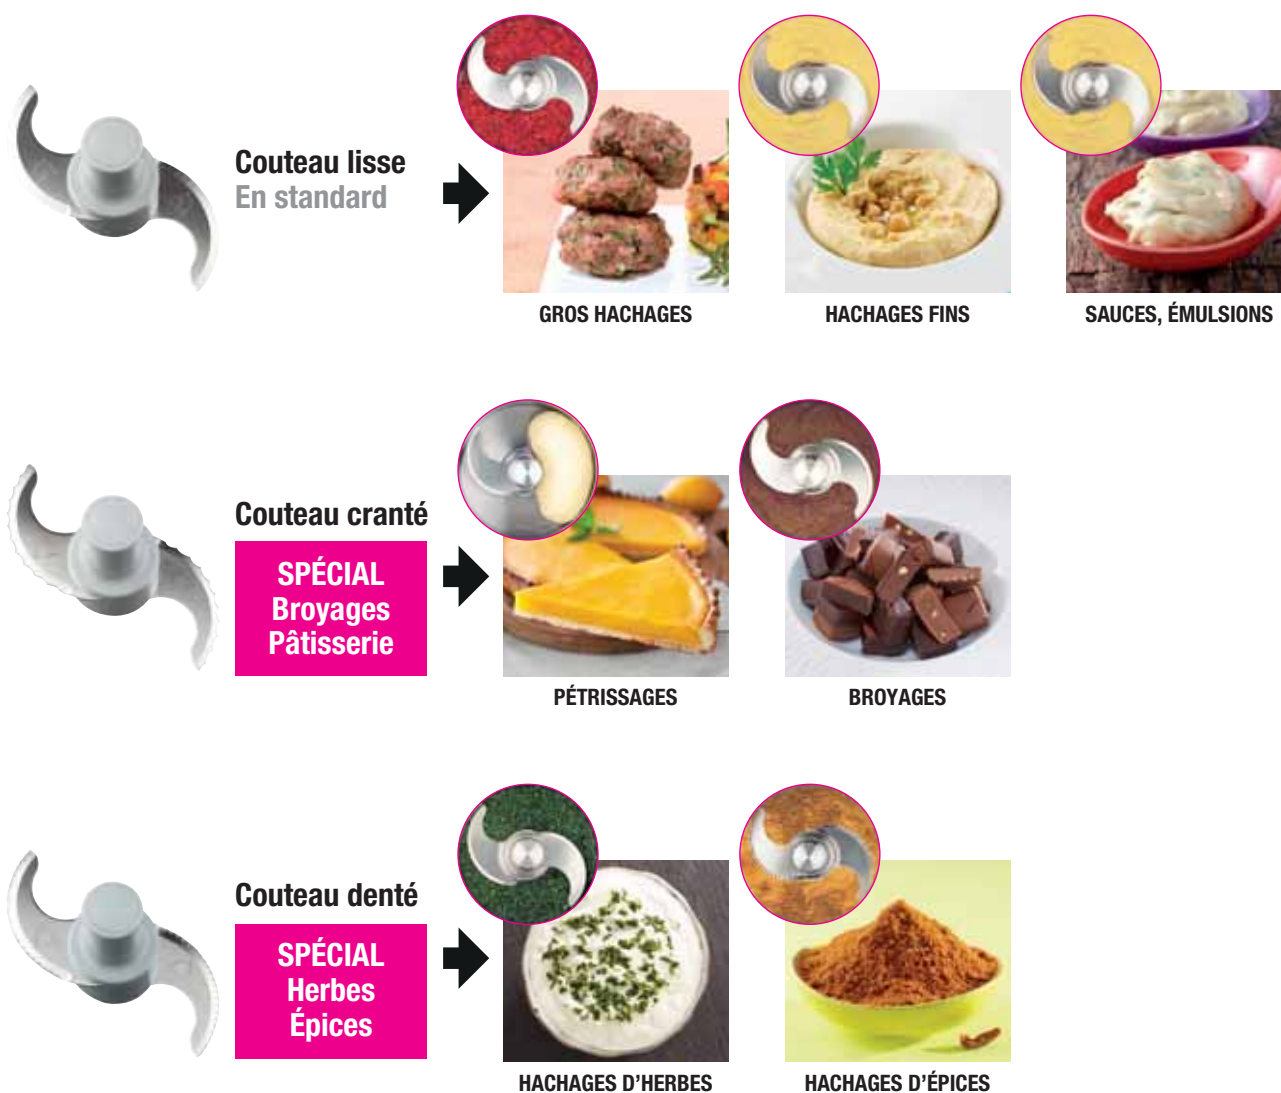 Couteau lisse
En standard
GROS HACHAGES
HACHAGES FINS
SAUCES, ÉMULSIONS
Couteau cranté
SPÉCIAL
Broyages
Pâtisserie
PÉTRISSAGES
BROYAGES
Couteau denté
SPÉCIAL
Herbes
Épices
HACHAGES D'HERBES
HACHAGES D'ÉPICES